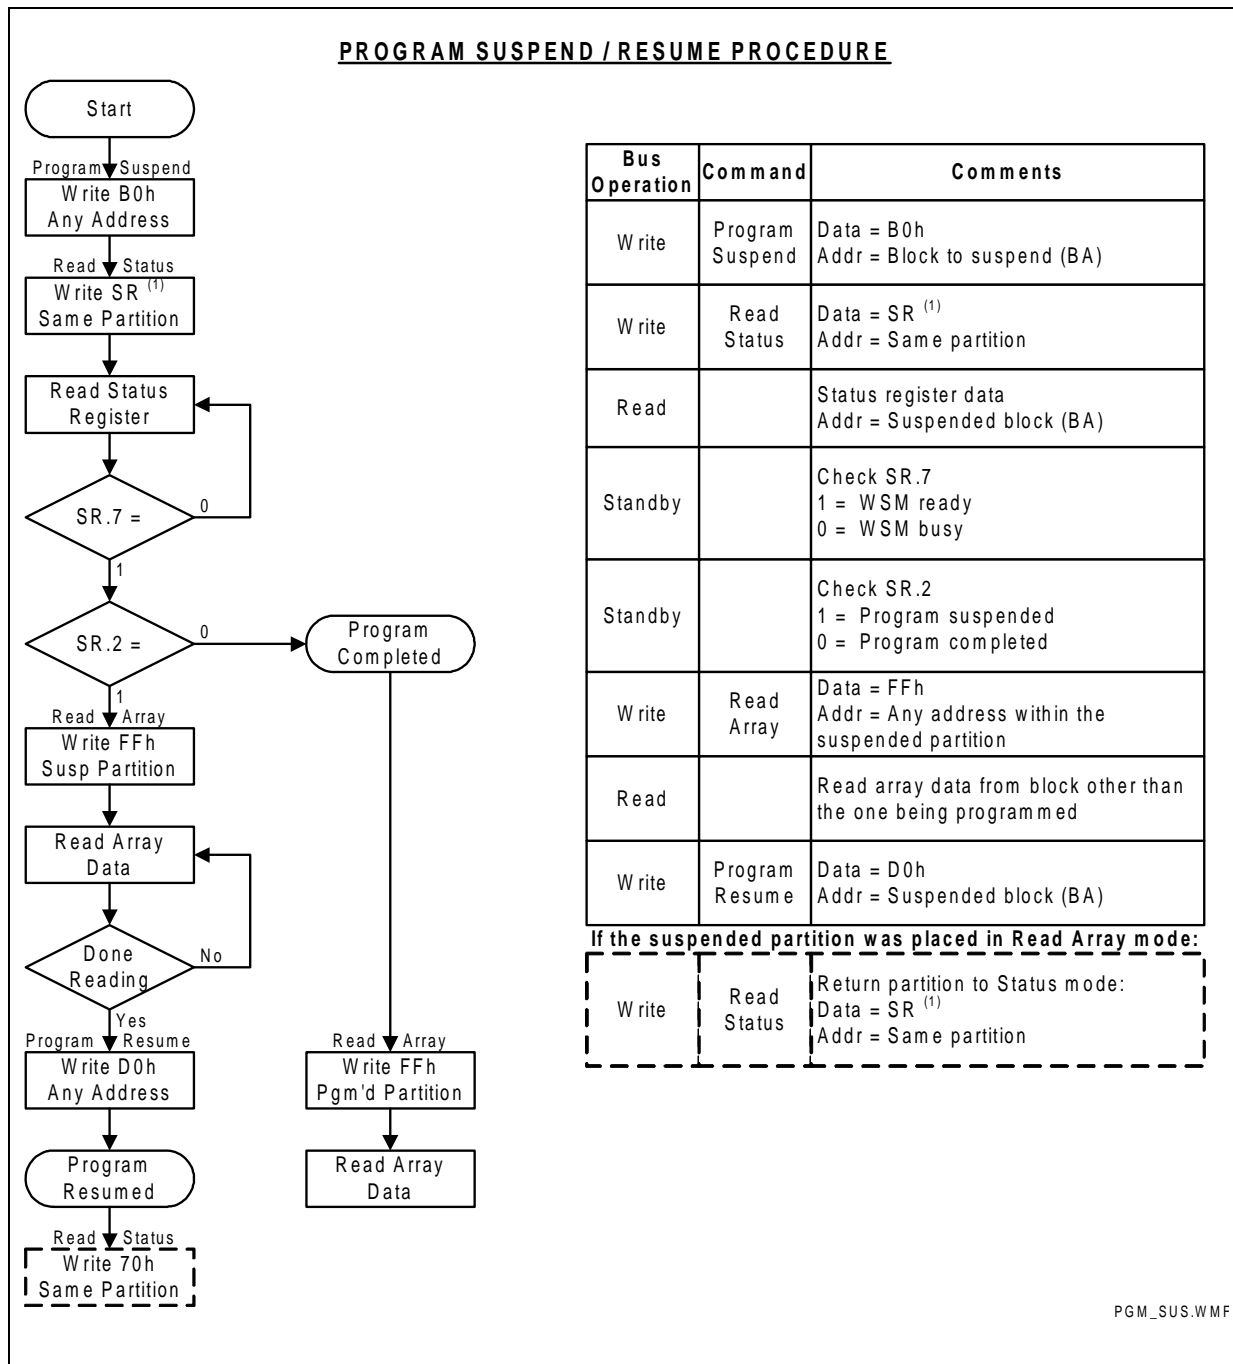 PROGRAM SUSPEND / RESUME PROCEDURE
Start
Program Suspend
Write B0h
Any Address
Read Status
Write SR (1)
Same Partition
Read Status
Register
SR.7 =
0
1
SR.2 =
0
Program
Completed
1
Read Array
Write FFh
Susp Partition
Read Array
Data
Done
Reading
No
Yes
Program Resume
Write D0h
Any Address
Read Array
Write FFh
Pgm'd Partition
Program
Resumed
Read Array
Data
Read Status
Write 70h
Same Partition
Bus
Operation
Command
Comments
Write
Program
Suspend
Data = B0h
Addr = Block to suspend (BA)
Write
Read
Status
Data = SR (1)
Addr = Same partition
Read
Status register data
Addr = Suspended block (BA)
Standby
Check SR.7
1 = WSM ready
0 = WSM busy
Standby
Check SR.2
1 = Program suspended
0 = Program completed
Write
Read
Array
Data = FFh
Addr = Any address within the
suspended partition
Read
Read array data from block other than
the one being programmed
Write
Program
Resume
Data = D0h
Addr = Suspended block (BA)
If the suspended partition was placed in Read Array mode:
Write
Read
Status
Return partition to Status mode:
Data = SR (1)
Addr = Same partition
PGM_SUS.WMF